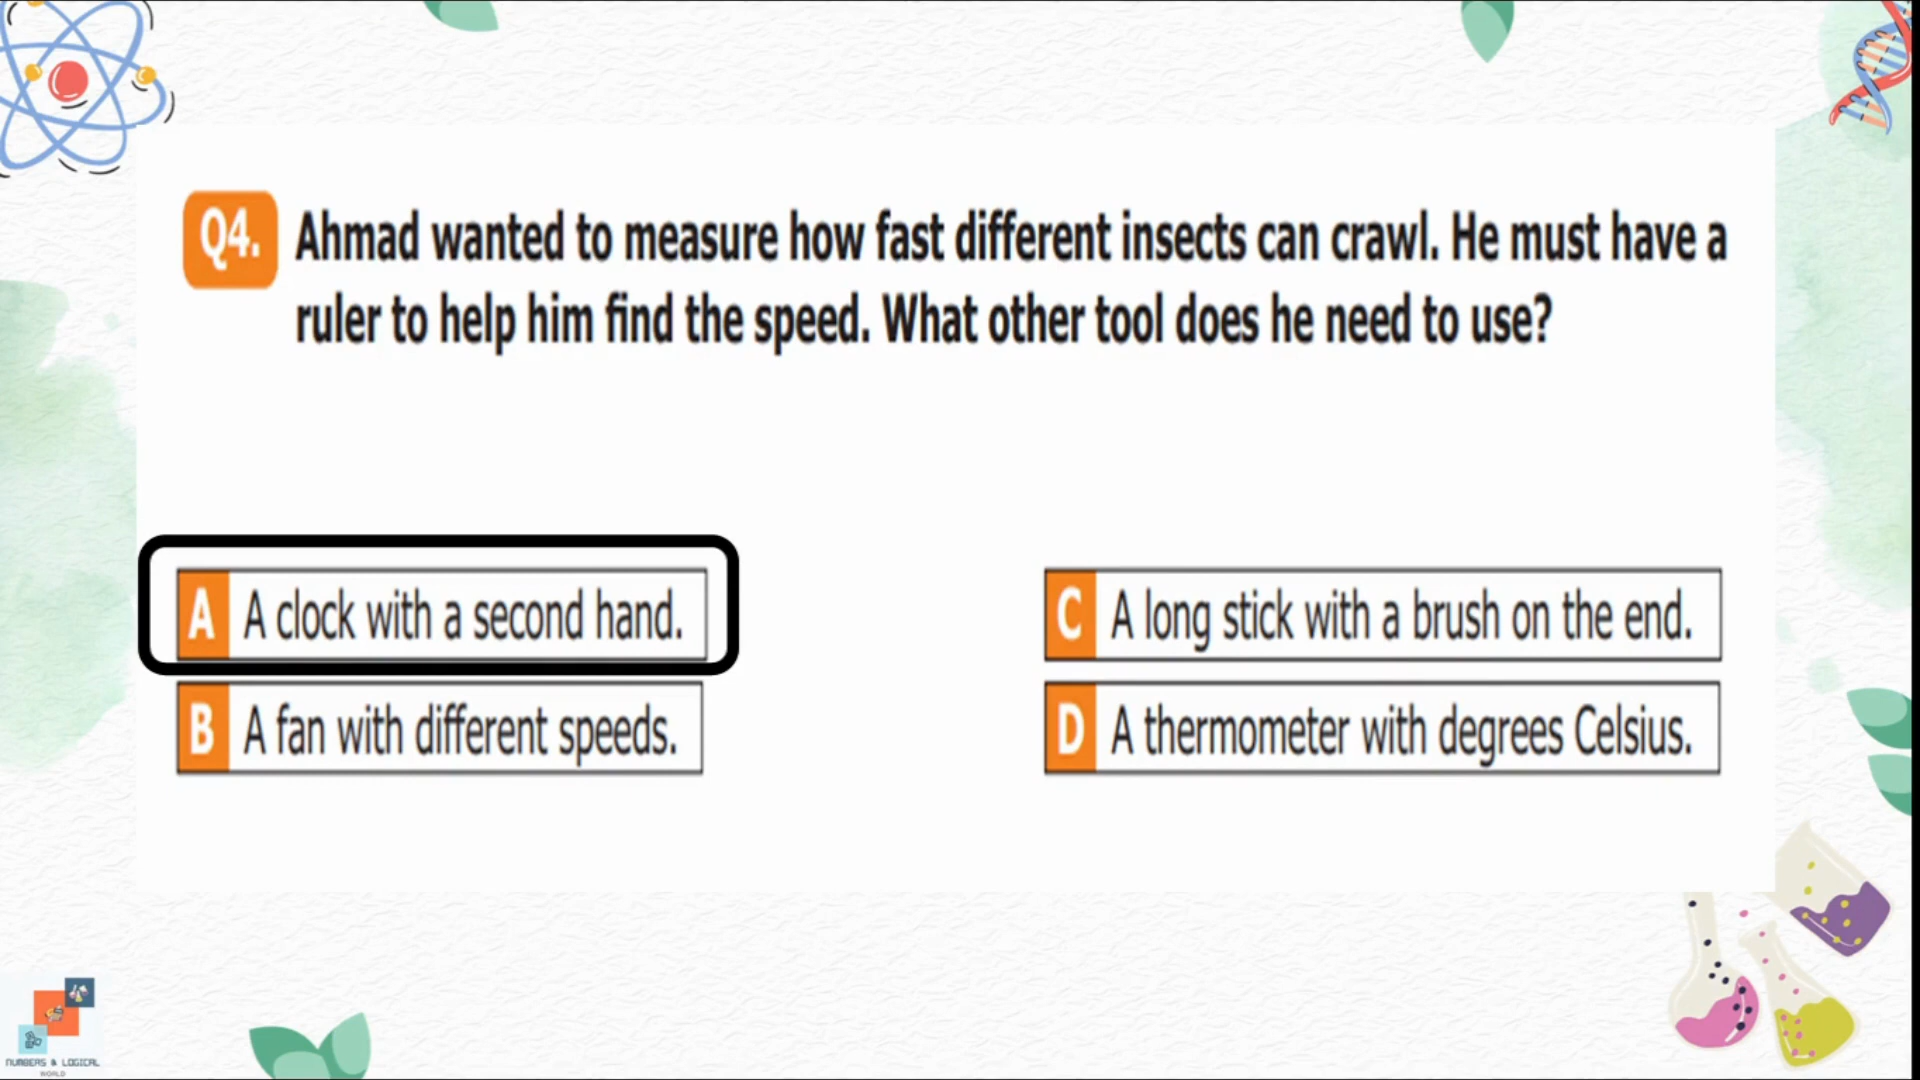 Q4. Ahmad wanted to measure how fast different insects can crawl. He must have a
ruler to help him find the speed. What other tool does he need to use?
A A clock with a second hand.
B A fan with different speeds.
C A long stick with a brush on the end.
D A thermometer with degrees Celsius.
NUMBERS & LOGICAL
WORLD